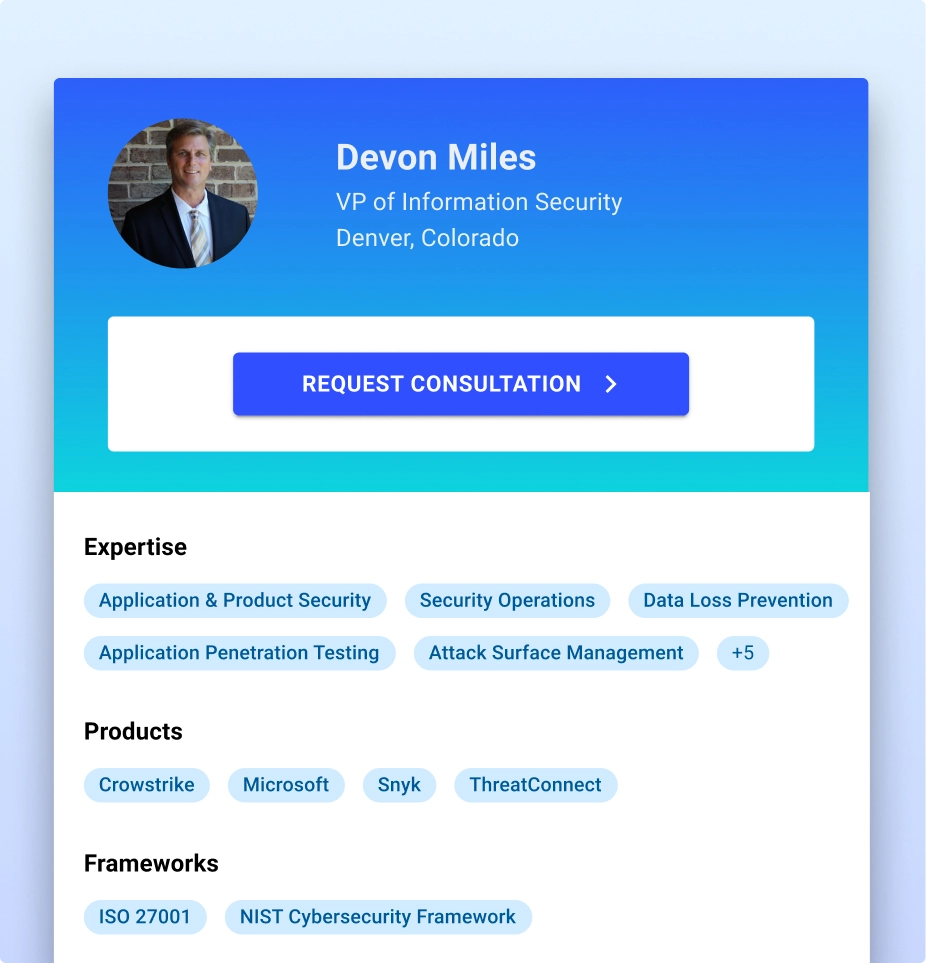 Devon Miles
VP of Information Security
Denver, Colorado
REQUEST CONSULTATION
Expertise
Application & Product Security Security Operations Data Loss Prevention
Application Penetration Testing Attack Surface Management +5
Products
Crowstrike Microsoft Snyk ThreatConnect
Frameworks
ISO 27001 NIST Cybersecurity Framework